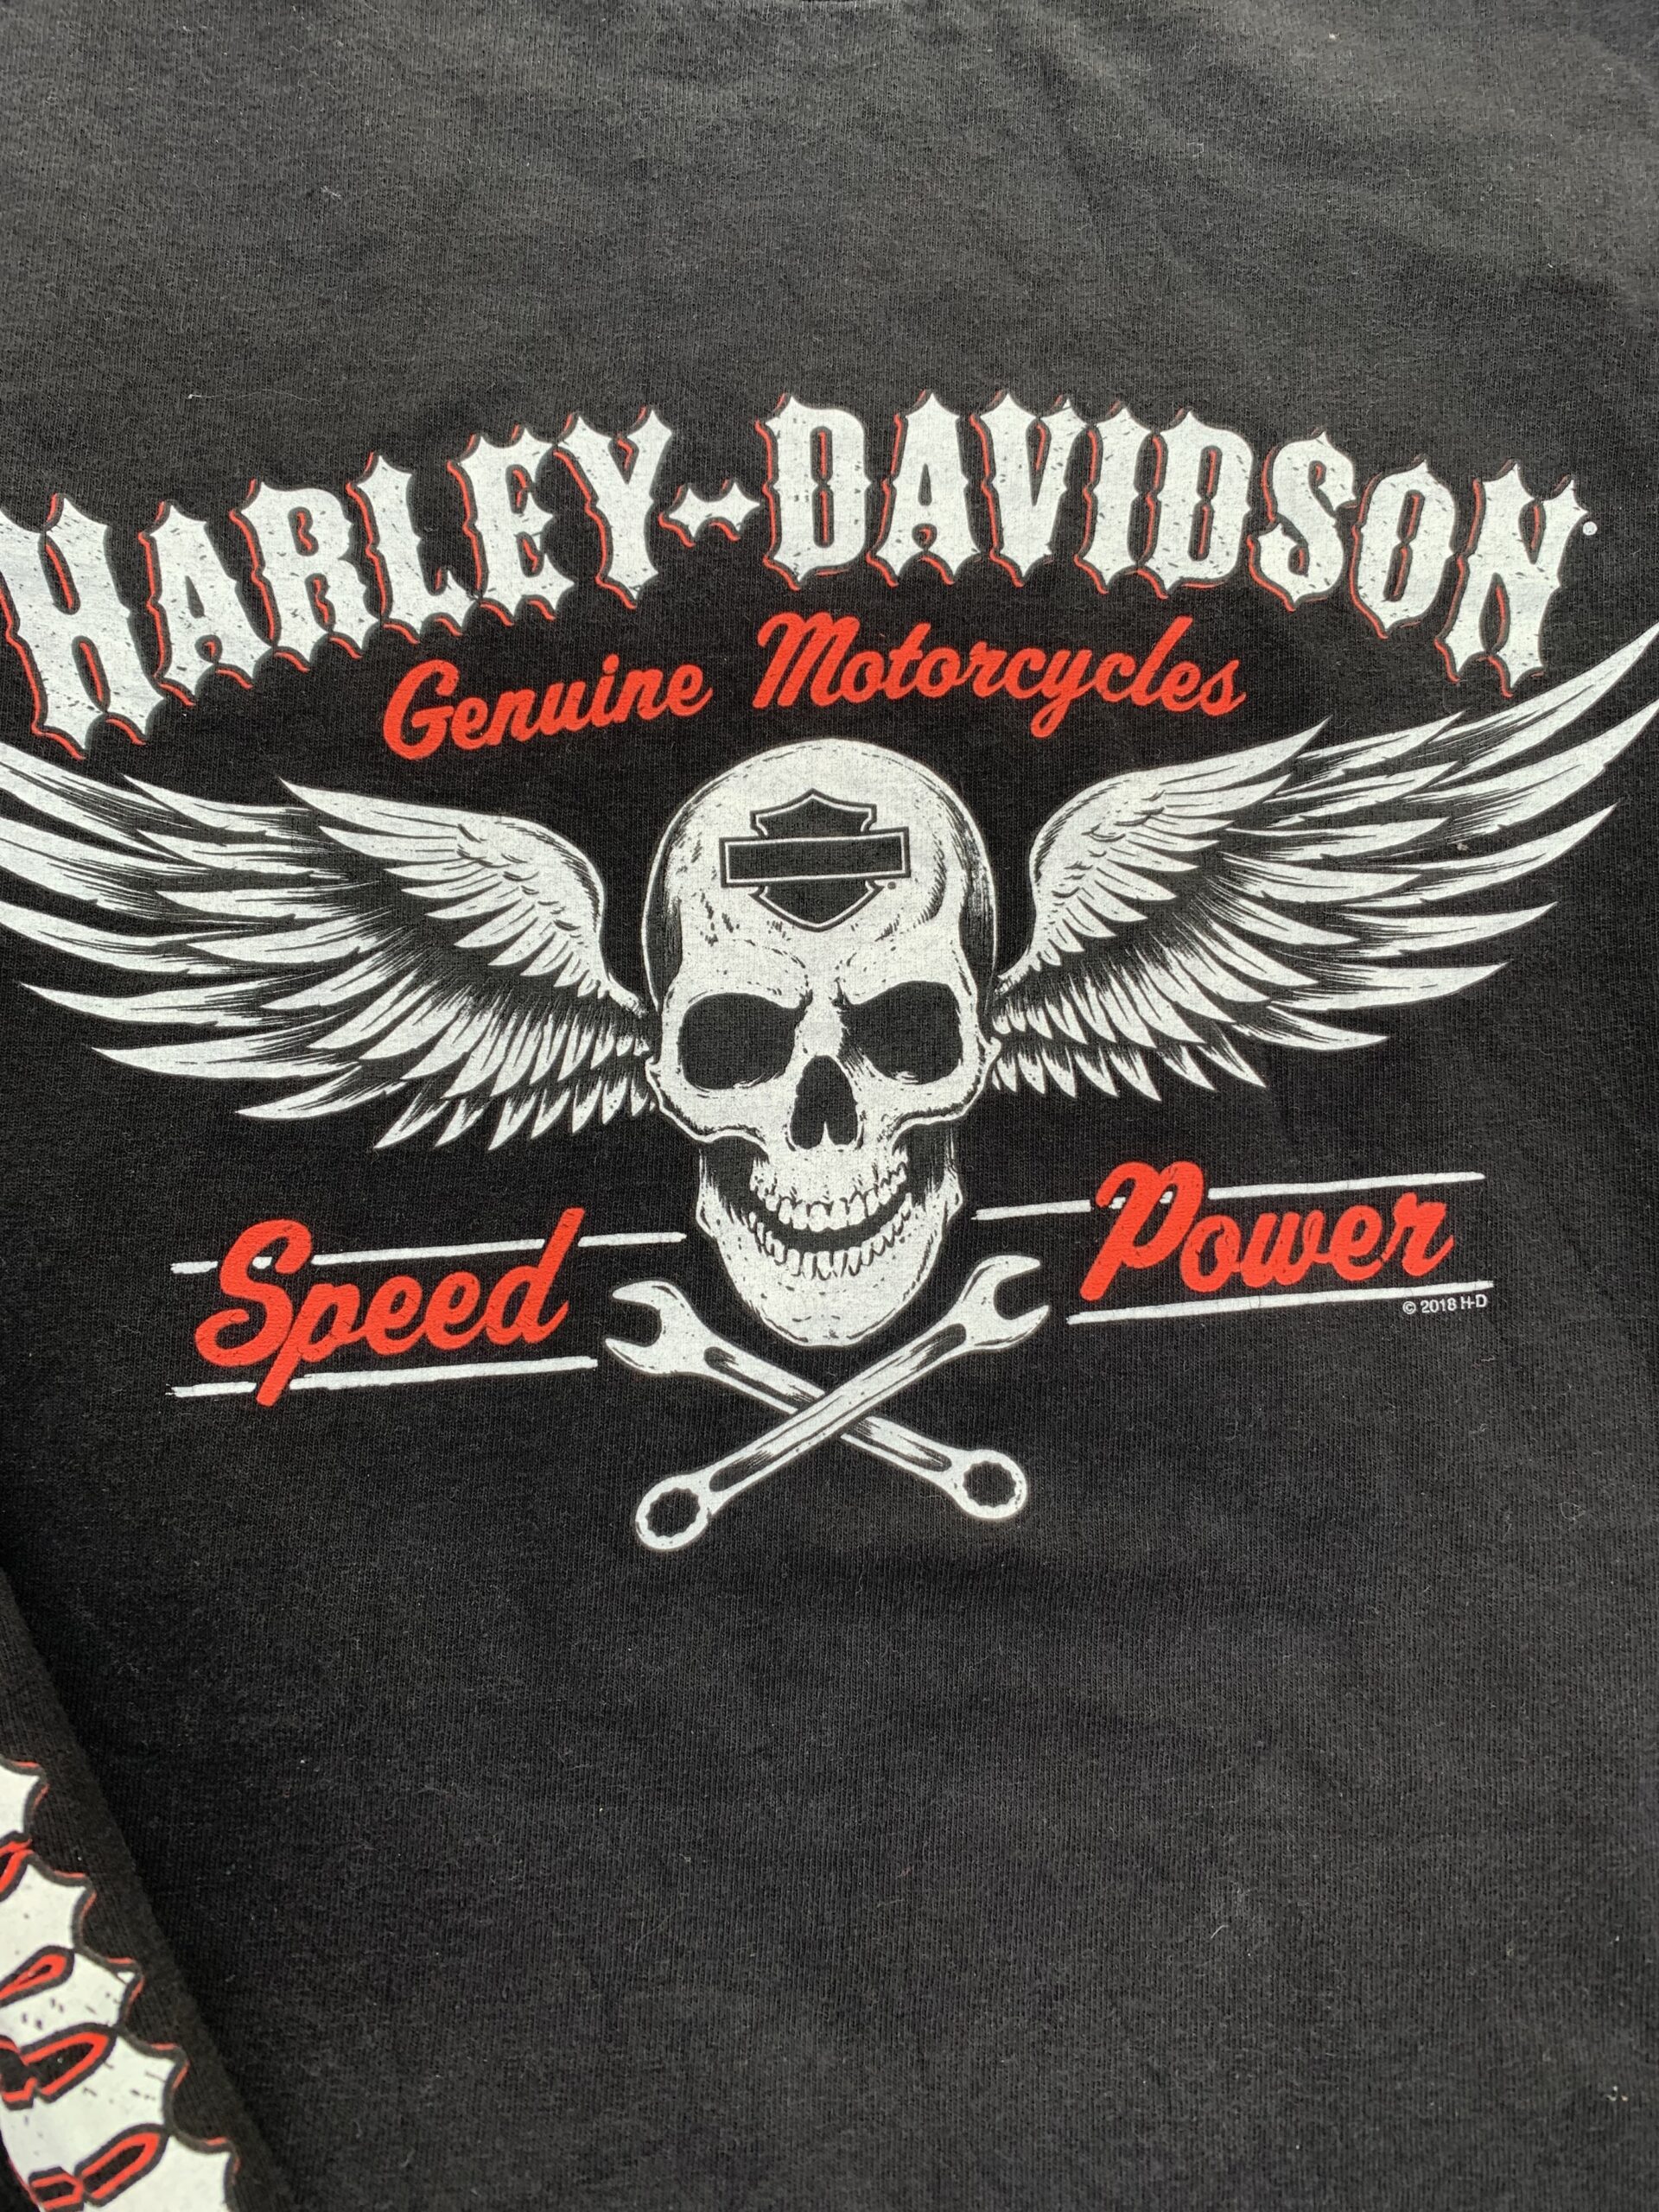 HARLEY-DAVIDSON®
Genuine Motorcycles
Speed
Power
© 2018 H-D